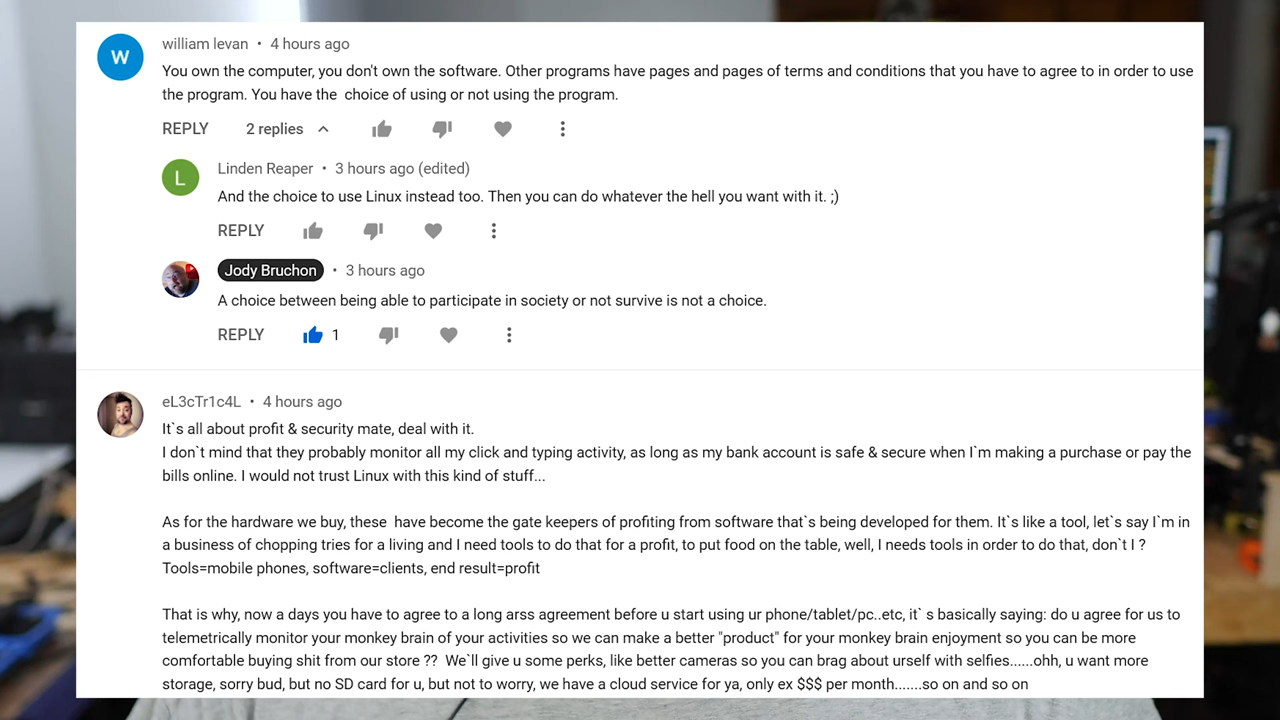 W
william levan • 4 hours ago
You own the computer, you don't own the software. Other programs have pages and pages of terms and conditions that you have to agree to in order to use
the program. You have the  choice of using or not using the program.
REPLY 2 replies
L
Linden Reaper • 3 hours ago (edited)
And the choice to use Linux instead too. Then you can do whatever the hell you want with it. ;)
REPLY
Jody Bruchon • 3 hours ago
A choice between being able to participate in society or not survive is not a choice.
REPLY 1
eL3cTr1c4L • 4 hours ago
It`s all about profit & security mate, deal with it.
I don`t mind that they probably monitor all my click and typing activity, as long as my bank account is safe & secure when I`m making a purchase or pay the
bills online. I would not trust Linux with this kind of stuff...
As for the hardware we buy, these  have become the gate keepers of profiting from software that`s being developed for them. It`s like a tool, let`s say I`m in
a business of chopping tries for a living and I need tools to do that for a profit, to put food on the table, well, I needs tools in order to do that, don`t I ?
Tools=mobile phones, software=clients, end result=profit
That is why, now a days you have to agree to a long arss agreement before u start using ur phone/tablet/pc..etc, it` s basically saying: do u agree for us to
telemetrically monitor your monkey brain of your activities so we can make a better "product" for your monkey brain enjoyment so you can be more
comfortable buying shit from our store ??  We`ll give u some perks, like better cameras so you can brag about urself with selfies......ohh, u want more
storage, sorry bud, but no SD card for u, but not to worry, we have a cloud service for ya, only ex $$$ per month.......so on and so on